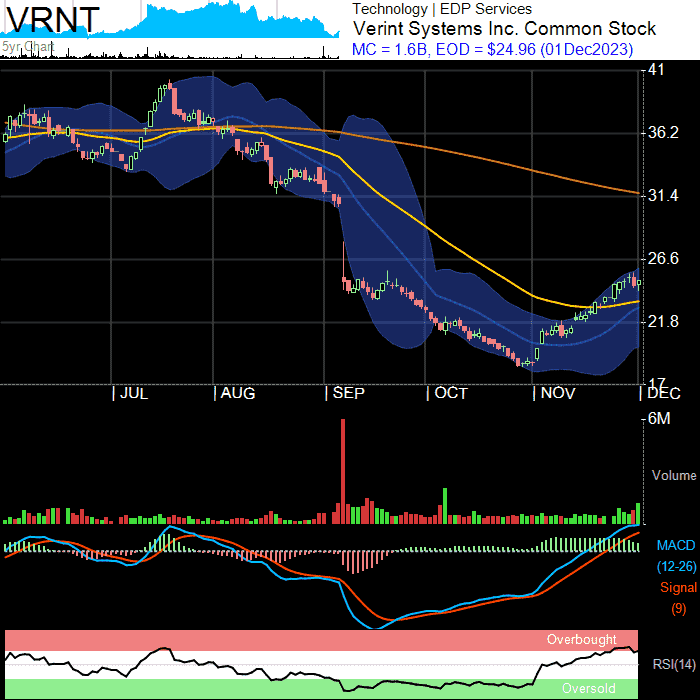 VRNT
5yr Chart
Technology | EDP Services
Verint Systems Inc. Common Stock
MC = 1.6B, EOD = $24.96 (01Dec2023)
41
36.2
31.4
26.6
21.8
17
| JUL | AUG | SEP | OCT | NOV | DEC
6M
Volume
MACD
(12-26)
Signal
(9)
Overbought
RSI(14)
Oversold